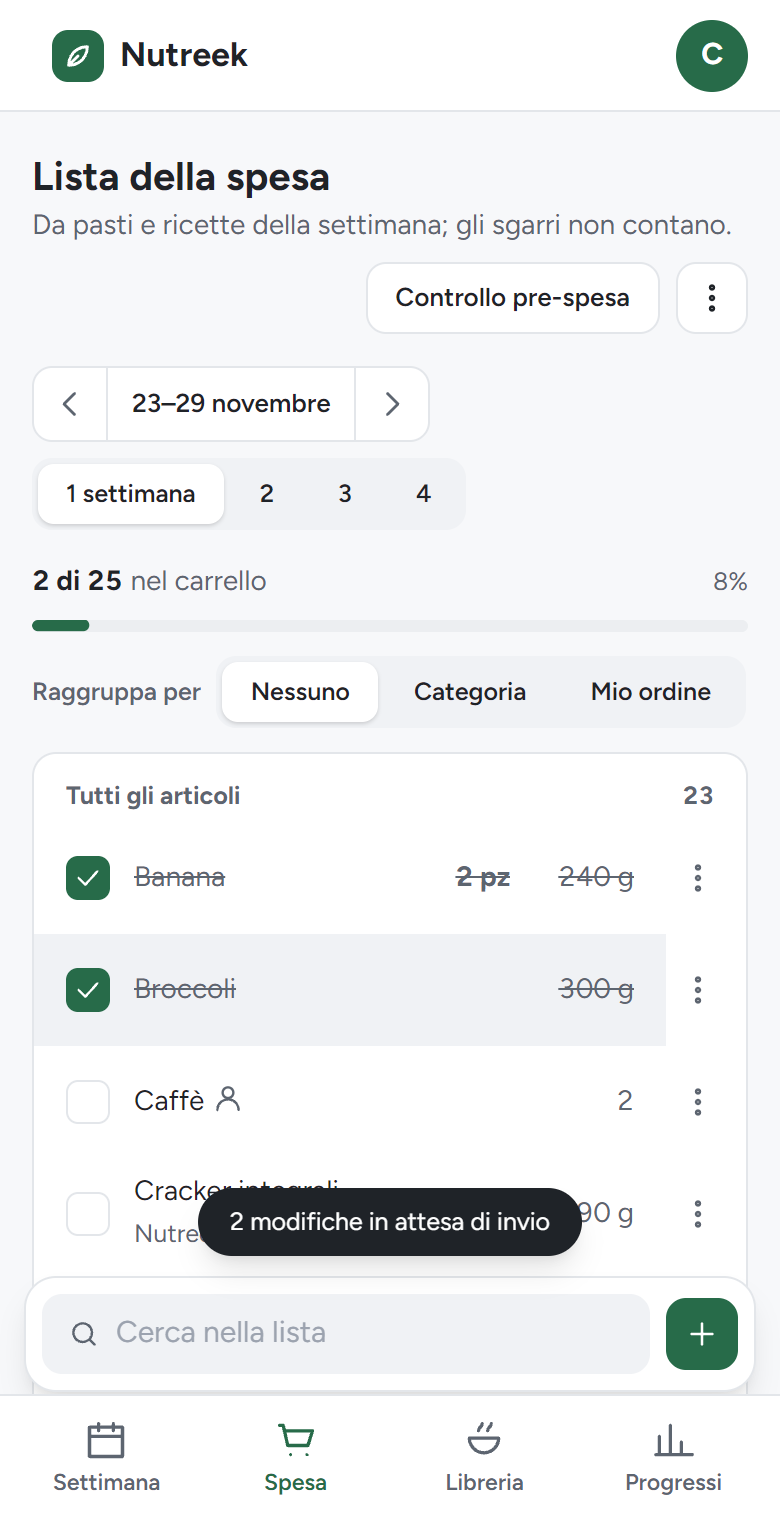 Nutreek
C
Lista della spesa
Da pasti e ricette della settimana; gli sgarri non contano.
Controllo pre-spesa
23–29 novembre
1 settimana 2 3 4
2 di 25 nel carrello 8%
Raggruppa per Nessuno Categoria Mio ordine
Tutti gli articoli 23
Banana 2 pz 240 g
Broccoli 300 g
Caffè 2
Cracker integrali
90 g
2 modifiche in attesa di invio
Cerca nella lista
Settimana Spesa Libreria Progressi